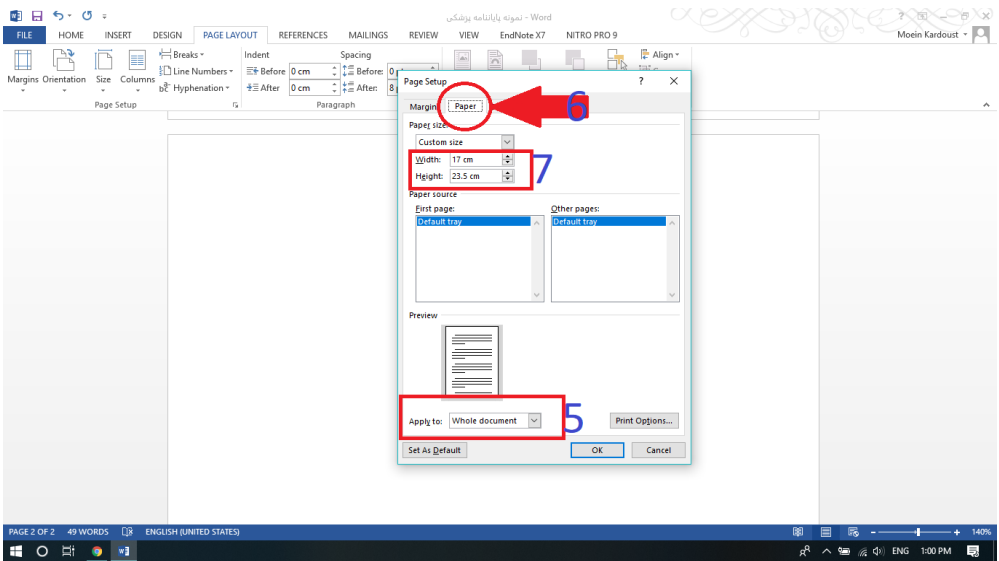 نمونه پایاننامه پزشکی - Word
FILE HOME INSERT DESIGN PAGE LAYOUT REFERENCES MAILINGS REVIEW VIEW EndNote X7 NITRO PRO 9 Moein Kardoust
Margins Orientation Size Columns
Breaks
Line Numbers
Hyphenation
Page Setup
Indent Spacing
Before 0 cm Before:
After 0 cm After:
Paragraph
Align
Page Setup ? X
Paper
6
Paper size:
Custom size
Width: 17 cm
Height: 23.5 cm
7
Paper source
First page: Other pages:
Default tray Default tray
Preview
Apply to: Whole document
5
Print Options...
Set As Default OK Cancel
PAGE 2 OF 2 49 WORDS ENGLISH (UNITED STATES) 140%
ENG 1:00 PM